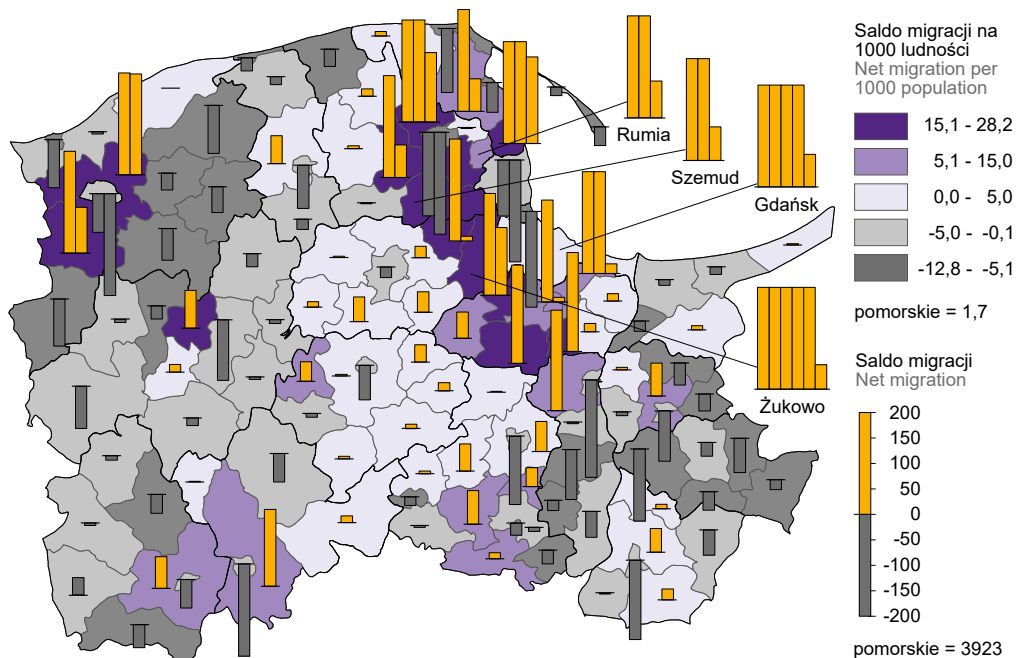 Saldo migracji na
1000 ludności
Net migration per
1000 population
15,1 - 28,2
5,1 - 15,0
0,0 - 5,0
-5,0 - -0,1
-12,8 - -5,1
pomorskie = 1,7
Rumia
Szemud
Gdańsk
Żukowo
Saldo migracji
Net migration
200
150
100
50
0
-50
-100
-150
-200
pomorskie = 3923